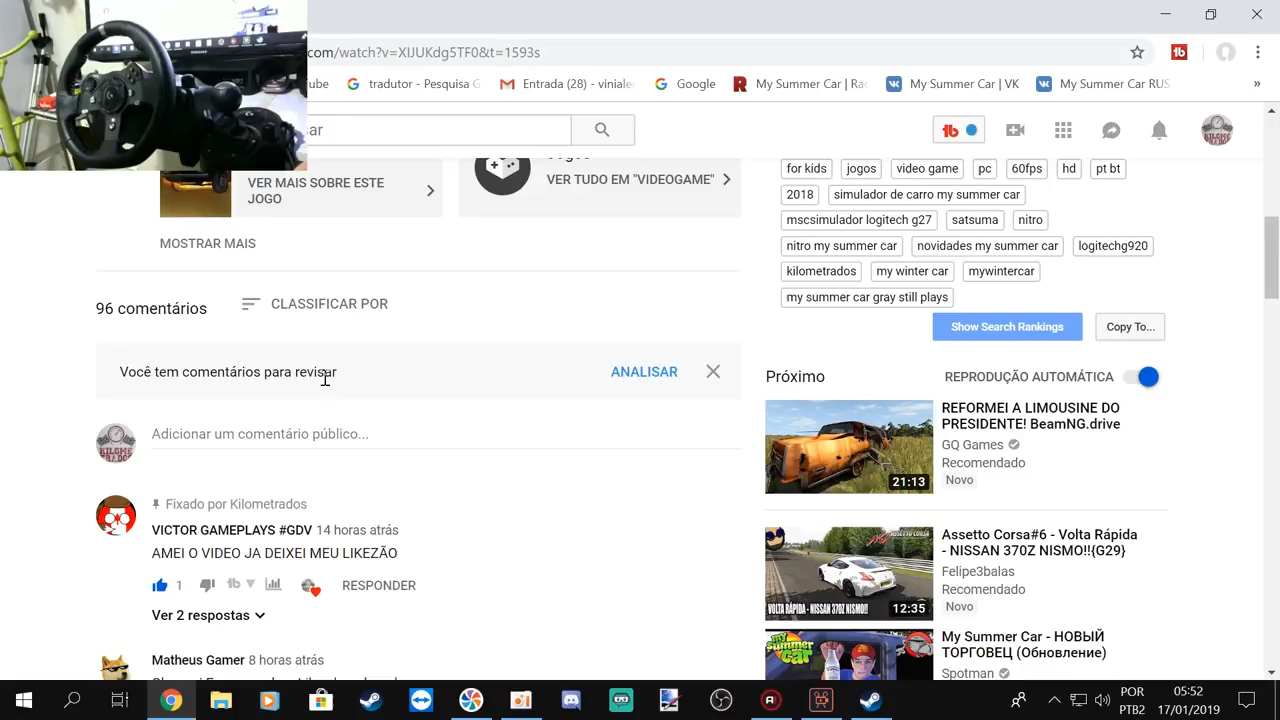 com/watch?v=XIJUKdg5TF0&t=1593s
ube
tradutor - Pesquisa G
Entrada (28) - viniale
Google
My Summer Car | Ra
My Summer Car | VK
My Summer Car RUS
»
ar
VER MAIS SOBRE ESTE
JOGO
VER TUDO EM "VIDEOGAME"
MOSTRAR MAIS
for kids jogos video game pc 60fps hd pt bt
2018 simulador de carro my summer car
mscsimulador logitech g27 satsuma nitro
nitro my summer car novidades my summer car logitechg920
kilometrados my winter car mywintercar
my summer car gray still plays
Show Search Rankings Copy To...
96 comentários CLASSIFICAR POR
Você tem comentários para revisar ANALISAR
Adicionar um comentário público...
Fixado por Kilometrados
VICTOR GAMEPLAYS #GDV 14 horas atrás
AMEI O VIDEO JA DEIXEI MEU LIKEZÃO
1 RESPONDER
Ver 2 respostas
Matheus Gamer 8 horas atrás
Próximo REPRODUÇÃO AUTOMÁTICA
REFORMEI A LIMOUSINE DO
PRESIDENTE! BeamNG.drive
GQ Games
Recomendado
Novo
21:13
Assetto Corsa#6 - Volta Rápida
- NISSAN 370Z NISMO!!{G29}
Felipe3balas
Recomendado
Novo
VOLTA RÁPIDA - NISSAN 370Z NISMO!!
12:35
My Summer Car - НОВЫЙ
ТОРГОВЕЦ (Обновление)
Spotman
my summer Car
POR
PTB2
05:52
17/01/2019